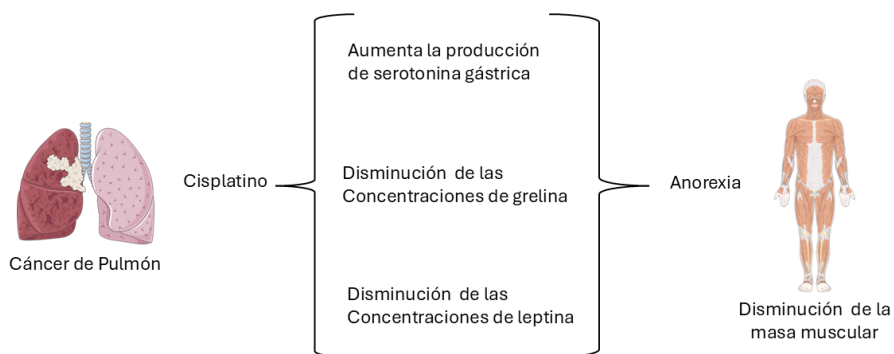 Cáncer de Pulmón
Cisplatino
Aumenta la producción
de serotonina gástrica
Disminución de las
Concentraciones de grelina
Disminución de las
Concentraciones de leptina
Anorexia
Disminución de la
masa muscular